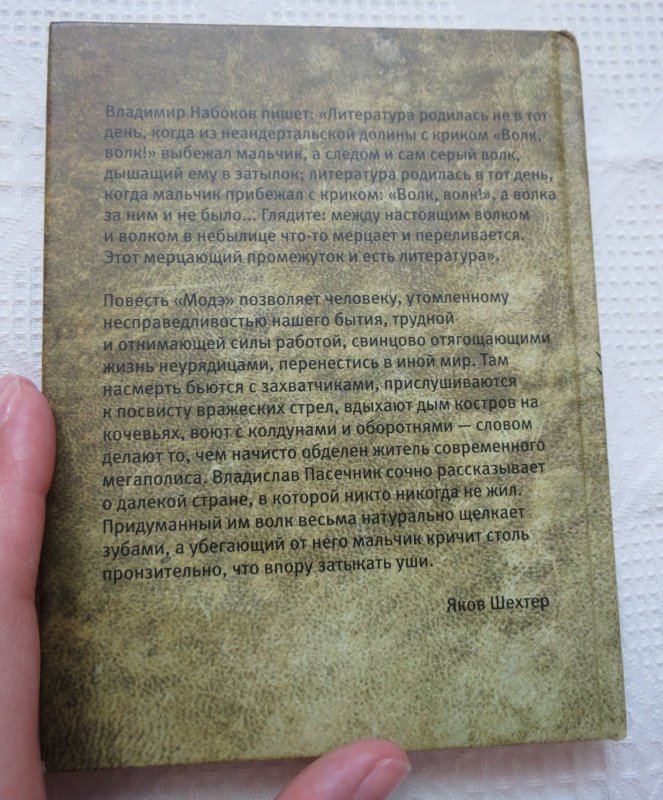 Владимир Набоков пишет: «Литература родилась не в тот
день, когда из неандертальской долины с криком «Волк,
волк!» выбежал мальчик, а следом и сам серый волк,
дышащий ему в затылок; литература родилась в тот день,
когда мальчик прибежал с криком: «Волк, волк!», а волка
за ним и не было... Глядите: между настоящим волком
и волком в небылице что-то мерцает и переливается.
Этот мерцающий промежуток и есть литература».
Повесть «Модэ» позволяет человеку, утомленному
несправедливостью нашего бытия, трудной
и отнимающей силы работой, свинцово отягощающими
жизнь неурядицами, перенестись в иной мир. Там
насмерть бьются с захватчиками, прислушиваются
к посвисту вражеских стрел, вдыхают дым костров на
кочевьях, воют с колдунами и оборотнями — словом
делают то, чем начисто обделен житель современного
мегаполиса. Владислав Пасечник сочно рассказывает
о далекой стране, в которой никто никогда не жил.
Придуманный им волк весьма натурально щелкает
зубами, а убегающий от него мальчик кричит столь
пронзительно, что впору затыкать уши.
Яков Шехтер